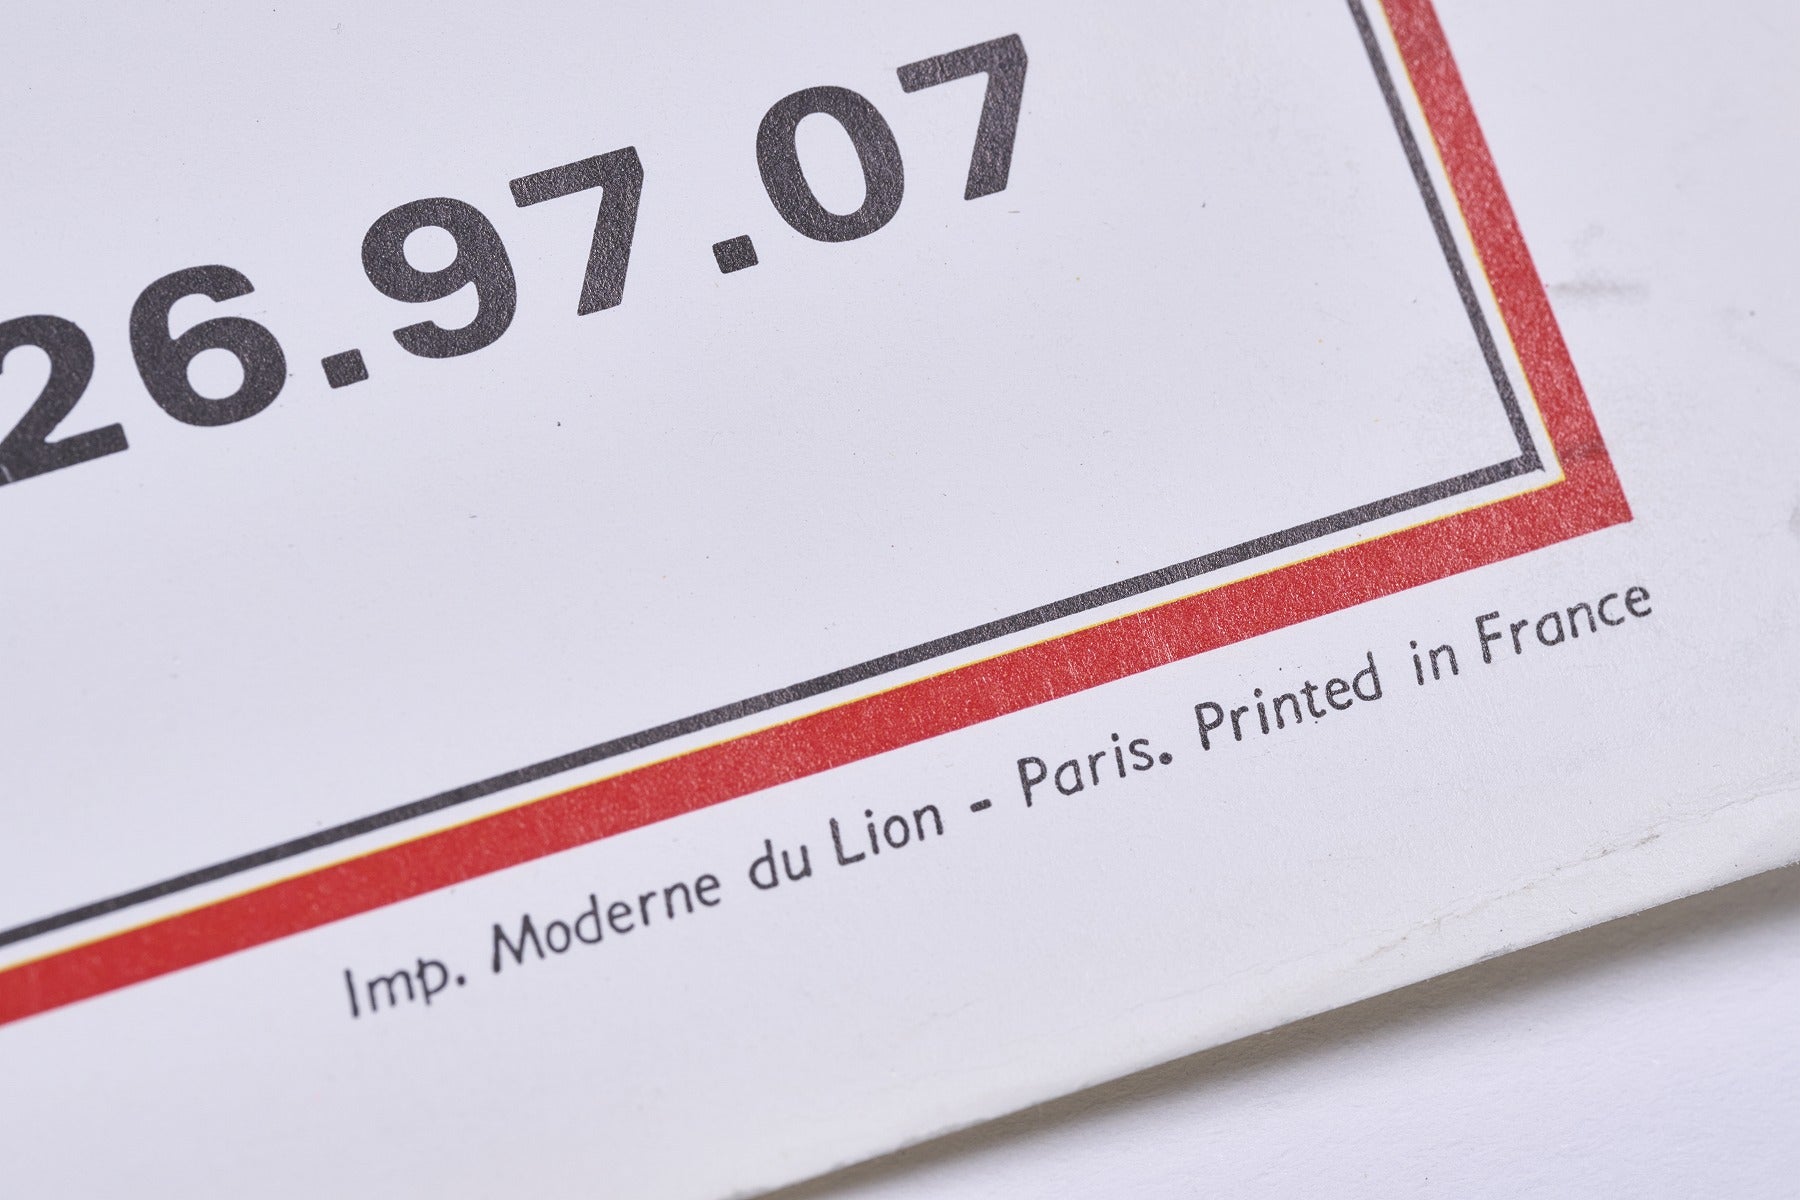 26.97.07
Imp. Moderne du Lion - Paris. Printed in France